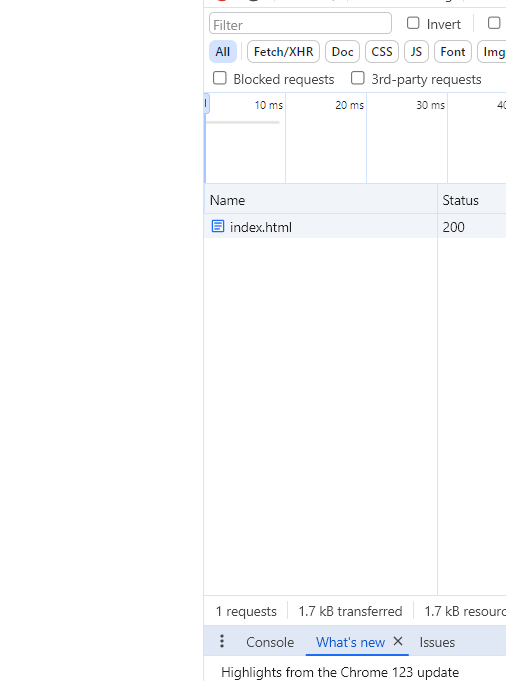 Filter Invert
All Fetch/XHR Doc CSS JS Font Img
Blocked requests 3rd-party requests
10 ms 20 ms 30 ms 40
Name Status
index.html 200
1 requests 1.7 kB transferred 1.7 kB resourc
Console What's new Issues
Highlights from the Chrome 123 update